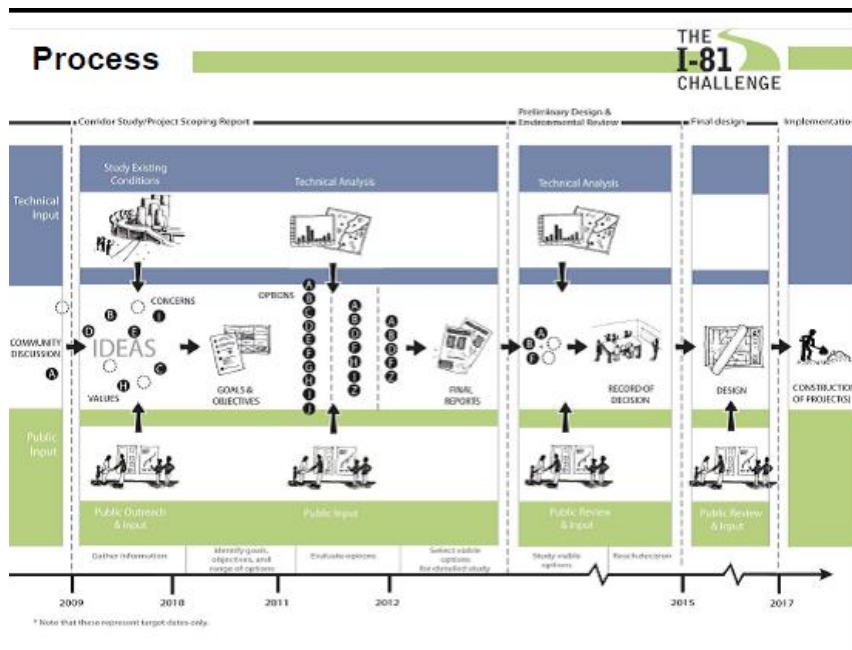 Process
THE
I-81
CHALLENGE
Corridor Study/Project Scoping Report
Preliminary Design &
Environmental Review
Final design
Implementation
Technical
Input
Study Existing
Conditions
Technical Analysis
Technical Analysis
COMMUNITY
DISCUSSION
A
CONCERNS
B
I
D
E
IDEAS
C
H
VALUES
GOALS &
OBJECTIVES
OPTIONS
A
B
C
D
E
F
G
H
I
J
A
B
D
F
H
I
Z
A
B
D
F
Z
FINAL
REPORTS
A
B
F
RECORD OF
DECISION
DESIGN
CONSTRUCTION
OF PROJECT(S)
Public
Input
Public Outreach
& Input
Public Input
Public Review
& Input
Public Review
& Input
Gather information
Identify goals,
objectives, and
range of options
Evaluate options
Select viable
options
for detailed study
Study viable
options
Reach decision
2009
2010
2011
2012
2015
2017
* Note that these represent target dates only.